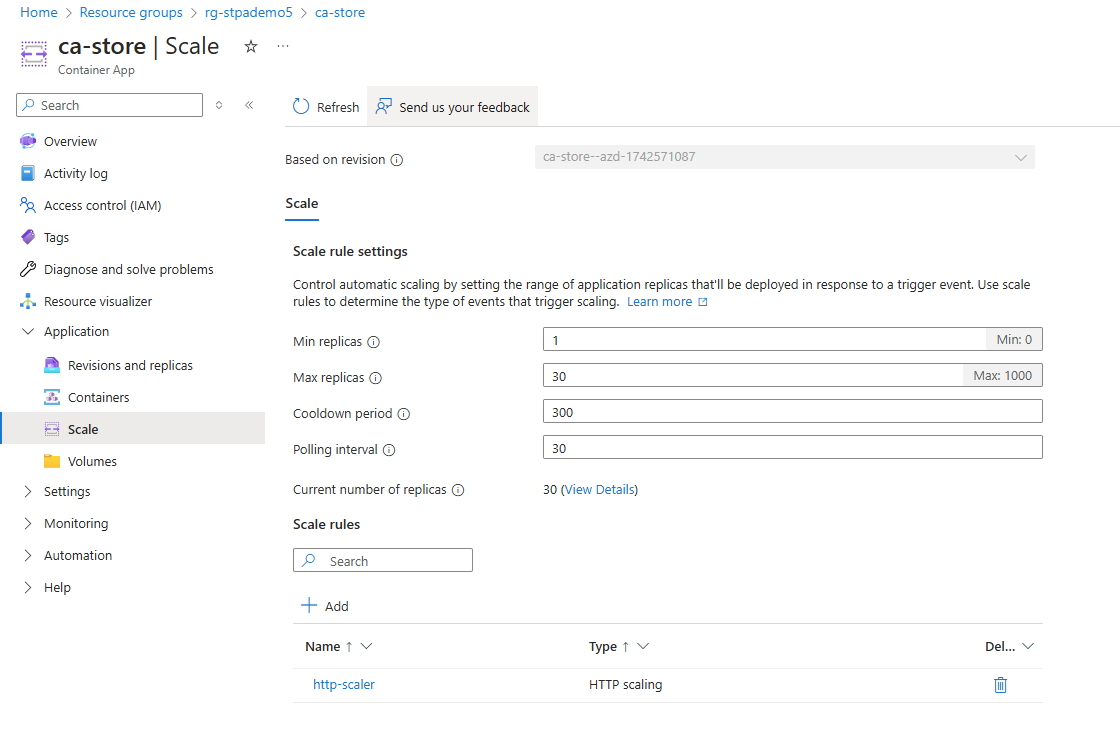 Home > Resource groups > rg-stpademo5 > ca-store
ca-store | Scale ☆ ...
Container App
Search
Refresh
Send us your feedback
Overview
Activity log
Access control (IAM)
Tags
Diagnose and solve problems
Resource visualizer
Application
Revisions and replicas
Containers
Scale
Volumes
Settings
Monitoring
Automation
Help
Based on revision
ca-store--azd-1742571087
Scale
Scale rule settings
Control automatic scaling by setting the range of application replicas that'll be deployed in response to a trigger event. Use scale
rules to determine the type of events that trigger scaling. Learn more
Min replicas 1 Min: 0
Max replicas 30 Max: 1000
Cooldown period 300
Polling interval 30
Current number of replicas 30 (View Details)
Scale rules
Search
Add
Name ↑ Type ↑ Del...
http-scaler HTTP scaling